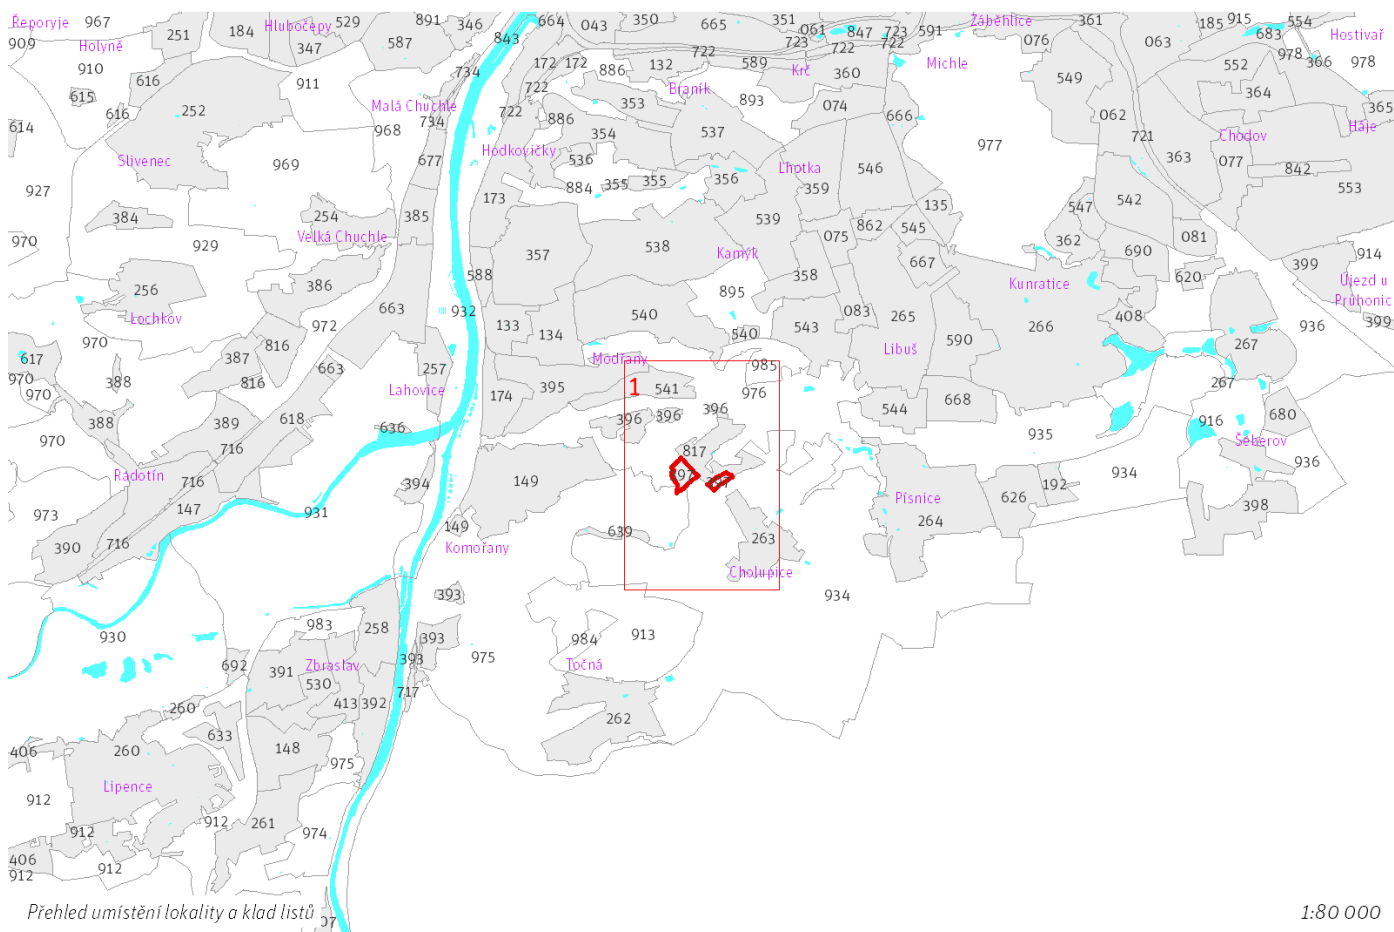 Řeporyje 967 251 184 Hlubočepy 529 891 346 664 043 350 665 351 Záběhlice 361 185 915 554
909 Holyně 347 587 843 722 723 061 847 723 722 591 076 063 683 Hostivař
910 911 734 172 172 886 132 589 Krč 722 Michle 978 366 978
615 616 252 Malá Chuchle 722 Braník 360 549 552
616 968 734 722 886 353 893 074 666 062 364 365
614 Slivenec 677 Hodkovičky 354 537 977 721 Chodov Háje
969 536 Lhotka 546 363 077 842
927 254 385 173 884 355 355 356 359 135 547 542 553
384 Velká Chuchle 539 862 545 362 081
970 929 357 538 Kamýk 075 667 690 914
256 386 588 358 Kunratice 620 399 Újezd u
Lochkov 663 932 895 083 265 266 408 Průhonic
970 972 133 134 540 543 590 936 399
617 387 816 540 Libuš 267
970 388 816 663 257 Modřany 985
970 388 Lahovice 174 395 1 541 976 544 668 267
389 618 396 396 396 916 680
970 716 636 817 935 Šeberov
Radotín 716 394 149 397 397 934 936
973 147 931 149 Písnice 626 192 398
390 716 Komořany 639 263 264
Cholupice
393 934
930 983 258 393 984 913
692 391 Zbraslav 393 975 Točná
530 717
260 413 392 262
406 260 633 148
Lipence 975
912 912 912 261 974
406 912
912
Přehled umístění lokality a klad listů 07 1:80 000